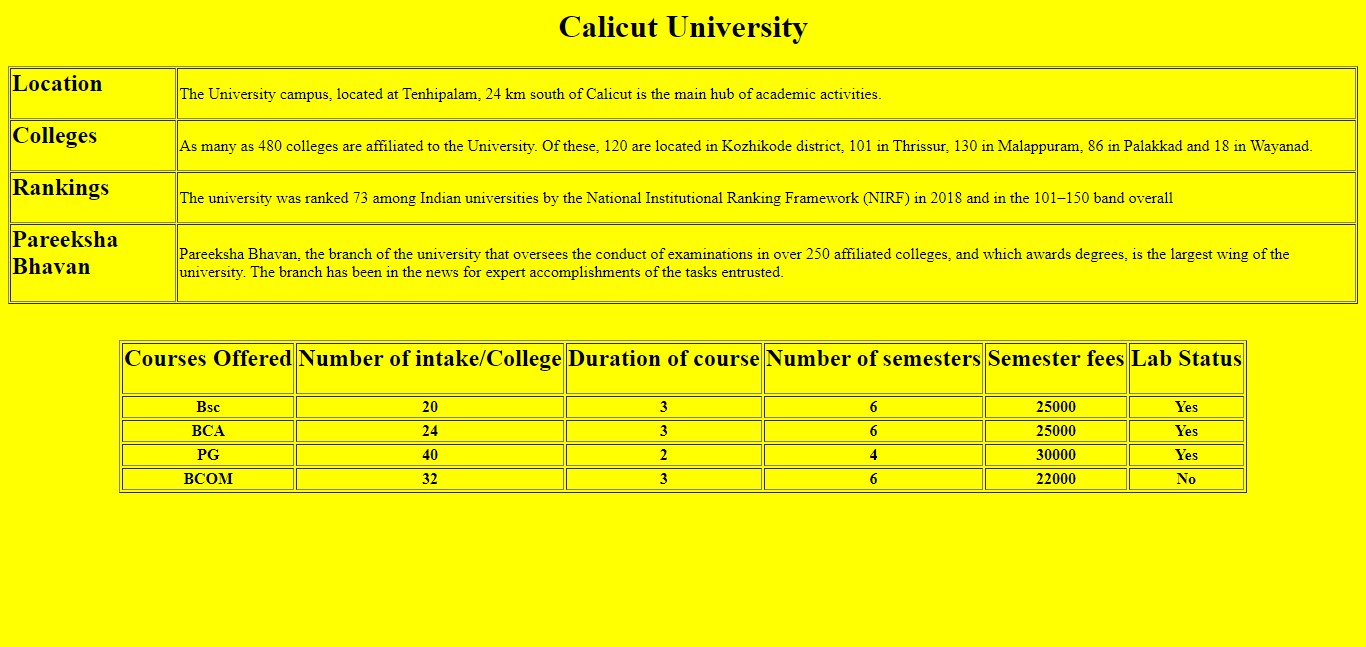 Calicut University
Location
The University campus, located at Tenhipalam, 24 km south of Calicut is the main hub of academic activities.
Colleges
As many as 480 colleges are affiliated to the University. Of these, 120 are located in Kozhikode district, 101 in Thrissur, 130 in Malappuram, 86 in Palakkad and 18 in Wayanad.
Rankings
The university was ranked 73 among Indian universities by the National Institutional Ranking Framework (NIRF) in 2018 and in the 101–150 band overall
Pareeksha
Bhavan
Pareeksha Bhavan, the branch of the university that oversees the conduct of examinations in over 250 affiliated colleges, and which awards degrees, is the largest wing of the
university. The branch has been in the news for expert accomplishments of the tasks entrusted.
Courses Offered Number of intake/College Duration of course Number of semesters Semester fees Lab Status
Bsc 20 3 6 25000 Yes
BCA 24 3 6 25000 Yes
PG 40 2 4 30000 Yes
BCOM 32 3 6 22000 No